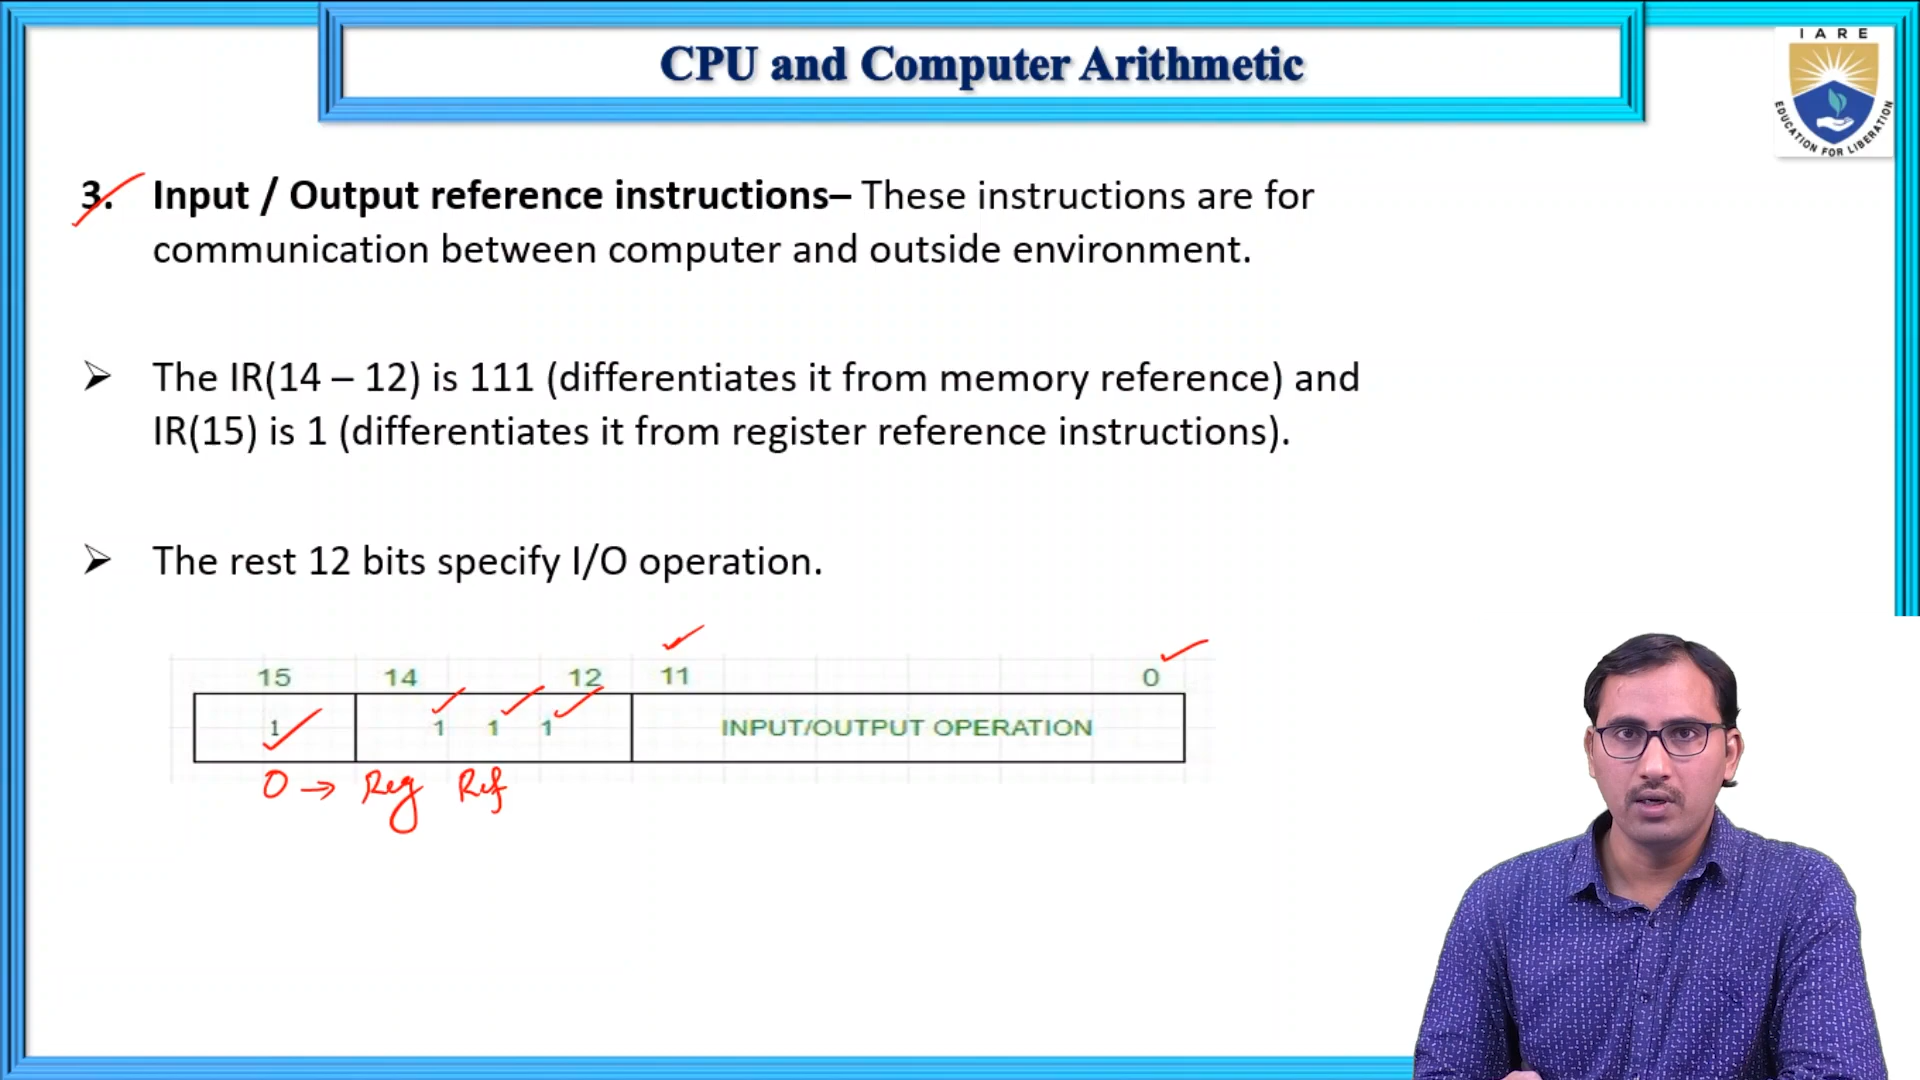 CPU and Computer Arithmetic
IARE
EDUCATION FOR LIBERATION
3. Input / Output reference instructions– These instructions are for
communication between computer and outside environment.
➢ The IR(14 – 12) is 111 (differentiates it from memory reference) and
IR(15) is 1 (differentiates it from register reference instructions).
➢ The rest 12 bits specify I/O operation.
15 14 12 11 0
1 1 1 1 INPUT/OUTPUT OPERATION
0 → Reg Ref